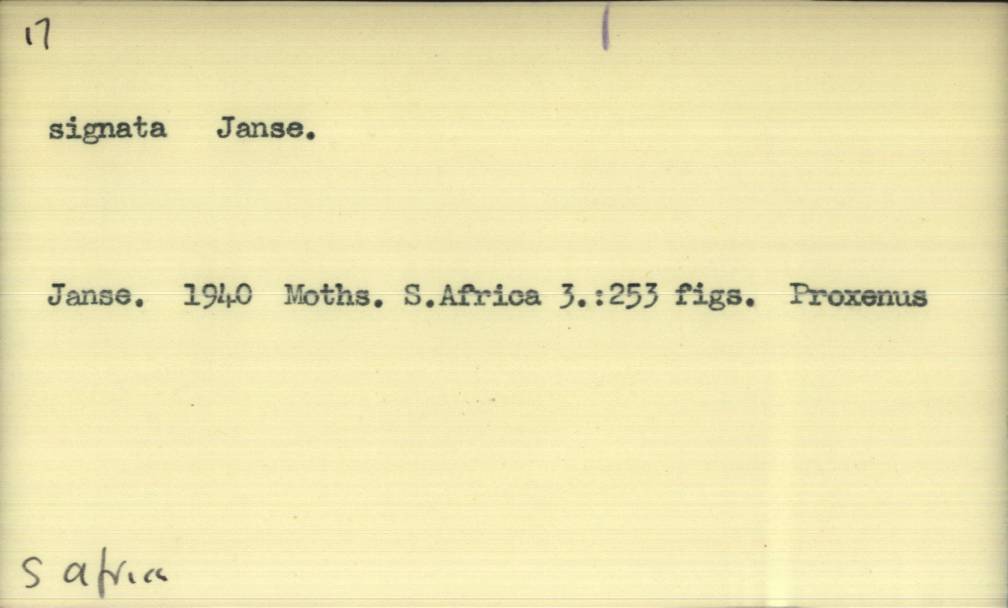 17
signata Janse.
Janse. 1940 Moths. S.Africa 3.:253 figs. Proxenus
S Africa